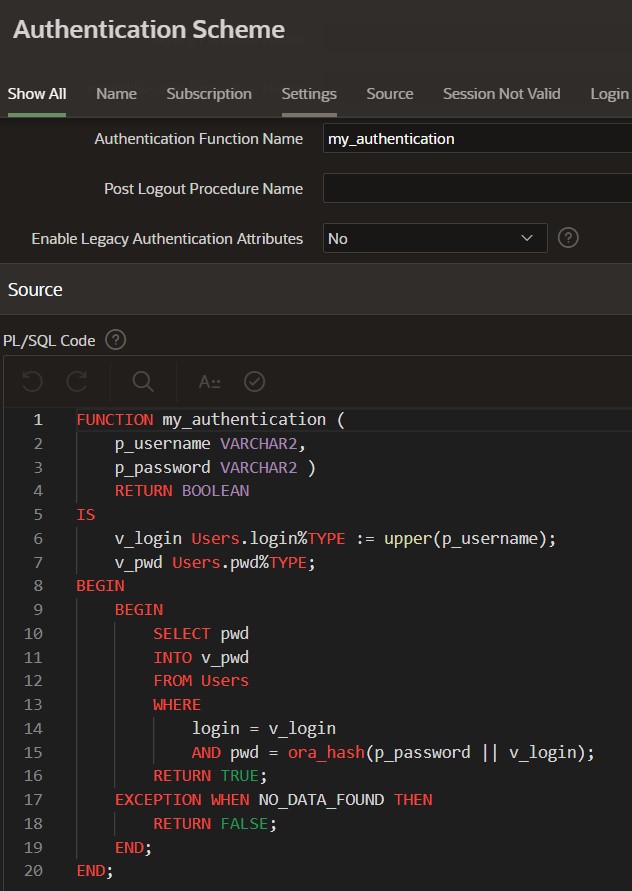 Authentication Scheme
Show All Name Subscription Settings Source Session Not Valid Login
Authentication Function Name my_authentication
Post Logout Procedure Name
Enable Legacy Authentication Attributes No
Source
PL/SQL Code
1 FUNCTION my_authentication (
2 p_username VARCHAR2,
3 p_password VARCHAR2 )
4 RETURN BOOLEAN
5 IS
6 v_login Users.login%TYPE := upper(p_username);
7 v_pwd Users.pwd%TYPE;
8 BEGIN
9 BEGIN
10 SELECT pwd
11 INTO v_pwd
12 FROM Users
13 WHERE
14 login = v_login
15 AND pwd = ora_hash(p_password || v_login);
16 RETURN TRUE;
17 EXCEPTION WHEN NO_DATA_FOUND THEN
18 RETURN FALSE;
19 END;
20 END;